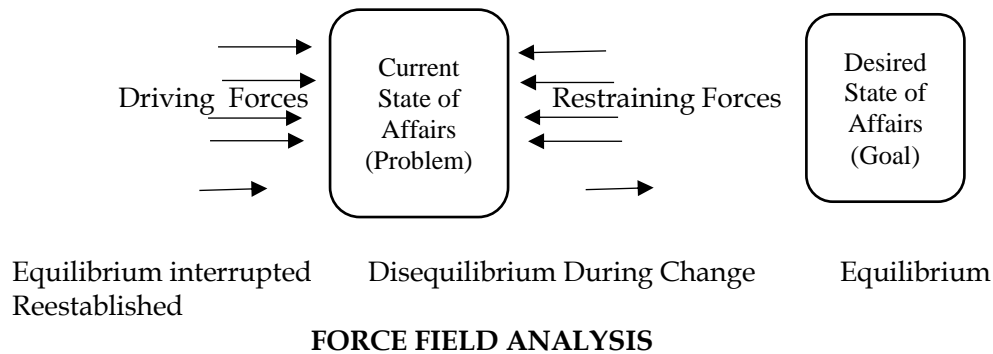 Driving Forces
Current
State of
Affairs
(Problem)
Restraining Forces
Desired
State of
Affairs
(Goal)
Equilibrium interrupted Disequilibrium During Change Equilibrium
Reestablished
FORCE FIELD ANALYSIS